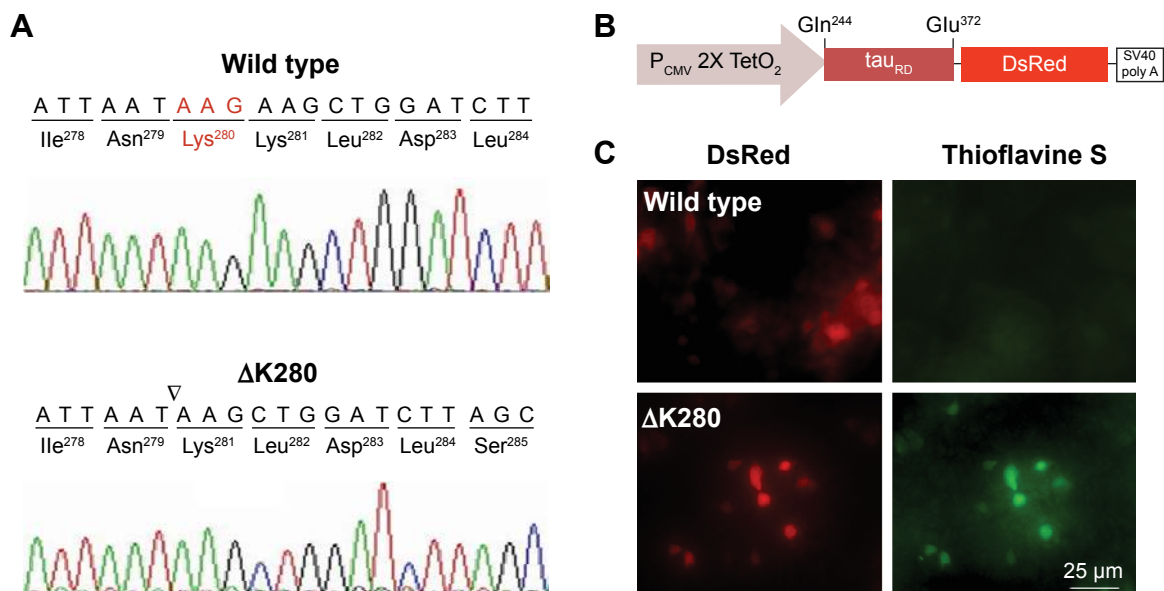 A
Wild type
A T T A A T A A G A A G C T G G A T C T T
Ile278 Asn279 Lys280 Lys281 Leu282 Asp283 Leu284
ΔK280
∇
A T T A A T A A G C T G G A T C T T A G C
Ile278 Asn279 Lys281 Leu282 Asp283 Leu284 Ser285
B
Gln244 Glu372
PCMV 2X TetO2 tauRD DsRed SV40
poly A
C
DsRed Thioflavine S
Wild type
ΔK280
25 µm